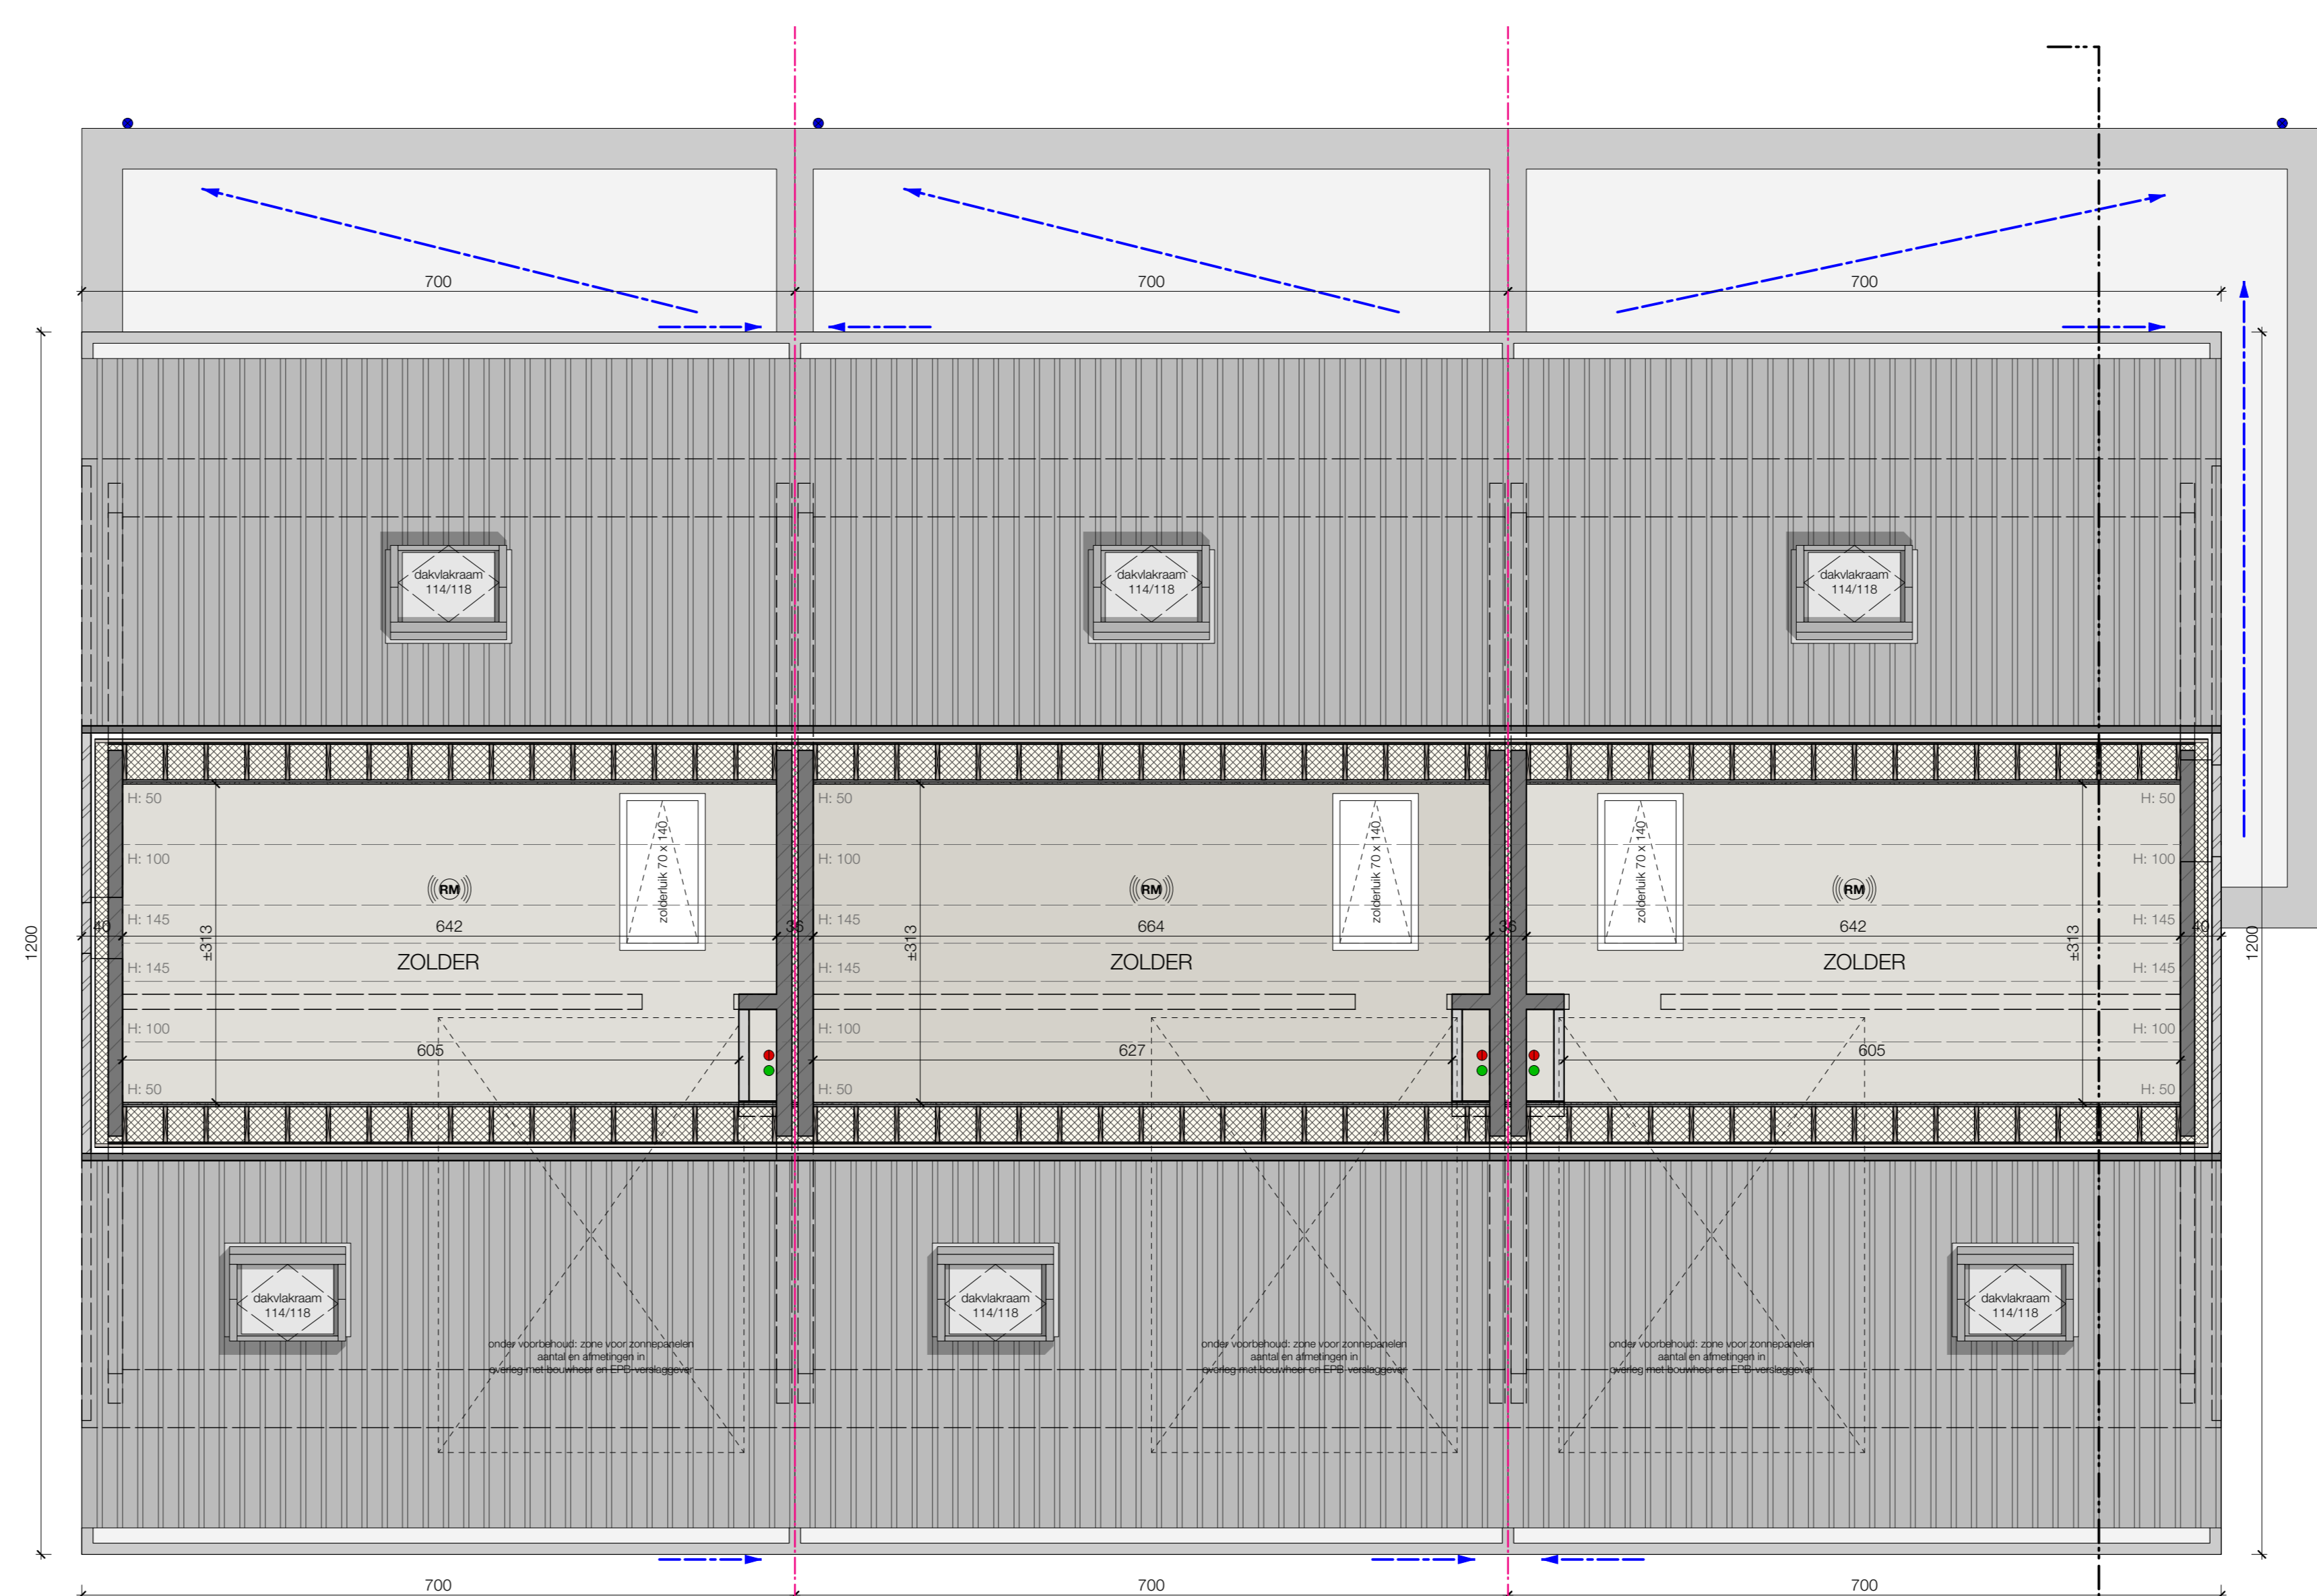 700
700
700
dakvlakraam
114/118
dakvlakraam
114/118
dakvlakraam
114/118
1200
1200
H: 50
H: 100
H: 145
H: 145
H: 100
H: 50
±313
40
642
RM
ZOLDER
zolderluik 70 x 140
605
36
H: 50
H: 100
H: 145
H: 145
H: 100
H: 50
±313
664
RM
ZOLDER
zolderluik 70 x 140
627
36
zolderluik 70 x 140
RM
642
ZOLDER
605
±313
H: 50
H: 100
H: 145
H: 145
H: 100
H: 50
40
dakvlakraam
114/118
dakvlakraam
114/118
dakvlakraam
114/118
onder voorbehoud: zone voor zonnepanelen
aantal en afmetingen in
overleg met bouwheer en EPB-verslaggever
onder voorbehoud: zone voor zonnepanelen
aantal en afmetingen in
overleg met bouwheer en EPB-verslaggever
onder voorbehoud: zone voor zonnepanelen
aantal en afmetingen in
overleg met bouwheer en EPB-verslaggever
700
700
700